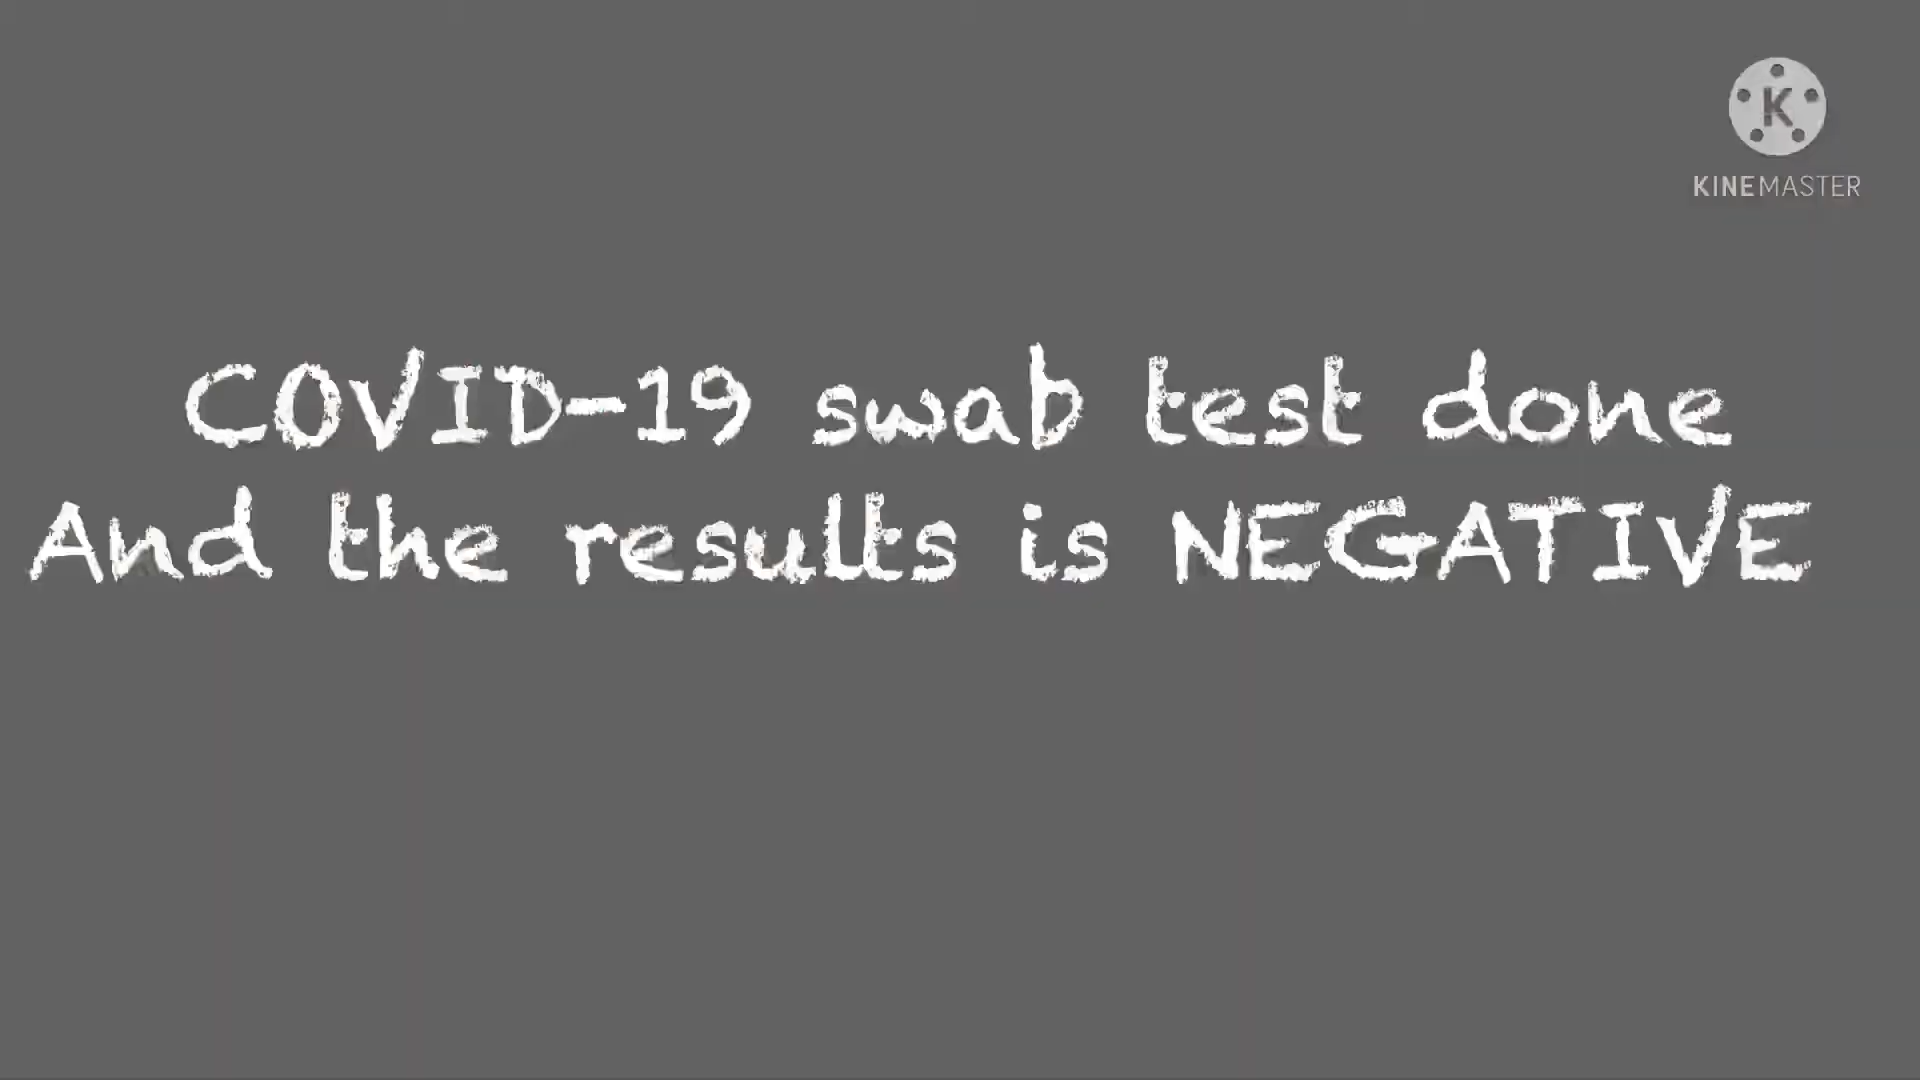 K
KINEMASTER
COVID-19 swab test done
And the results is NEGATIVE